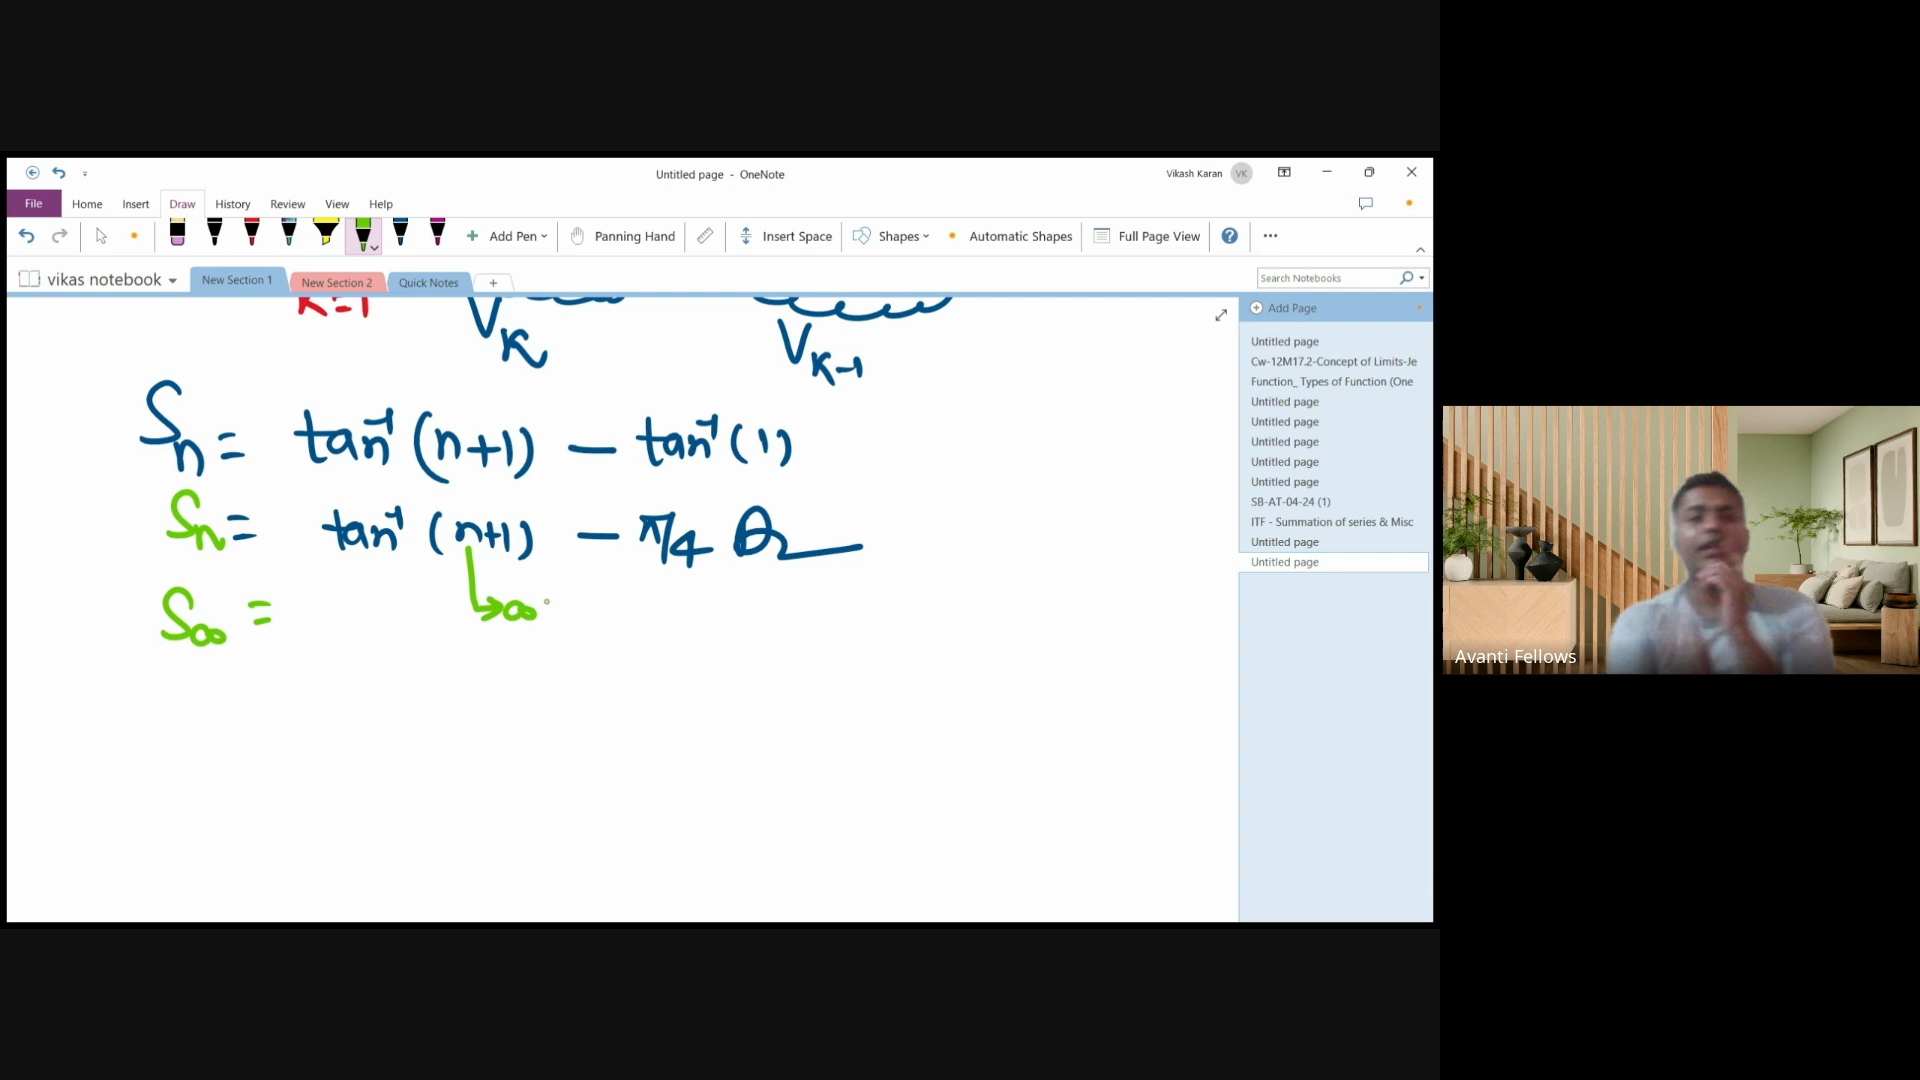 Untitled page - OneNote
Vikash Karan VK
File Home Insert Draw History Review View Help
Add Pen Panning Hand Insert Space Shapes Automatic Shapes Full Page View
vikas notebook New Section 1 New Section 2 Quick Notes + Search Notebooks
Add Page
Untitled page
Cw-12M17.2-Concept of Limits-Je
Function_ Types of Function (One
Untitled page
Untitled page
Untitled page
Untitled page
Untitled page
SB-AT-04-24 (1)
ITF - Summation of series & Misc
Untitled page
Untitled page
K=1 V_K V_{K-1}
S_n = tan⁻¹ (n+1) − tan⁻¹ (1)
S_n = tan⁻¹ (n+1) − π/4
S_∞ = →∞
Avanti Fellows